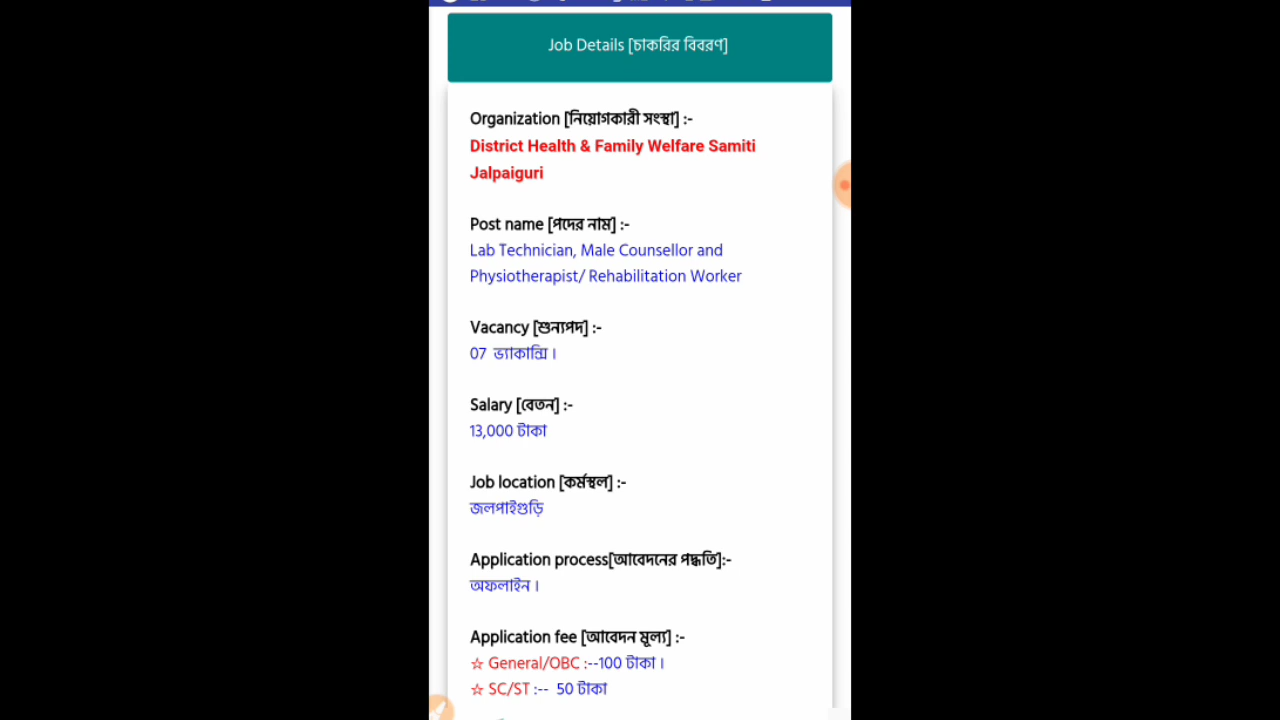 Job Details [চাকরির বিবরণ]
Organization [নিয়োগকারী সংস্থা] :-
District Health & Family Welfare Samiti
Jalpaiguri
Post name [পদের নাম] :-
Lab Technician, Male Counsellor and
Physiotherapist/ Rehabilitation Worker
Vacancy [শুন্যপদ] :-
07 ভ্যাকান্সি।
Salary [বেতন] :-
13,000 টাকা
Job location [কর্মস্থল] :-
জলপাইগুড়ি
Application process[আবেদনের পদ্ধতি]:-
অফলাইন।
Application fee [আবেদন মূল্য] :-
☆ General/OBC :--100 টাকা।
☆ SC/ST :-- 50 টাকা